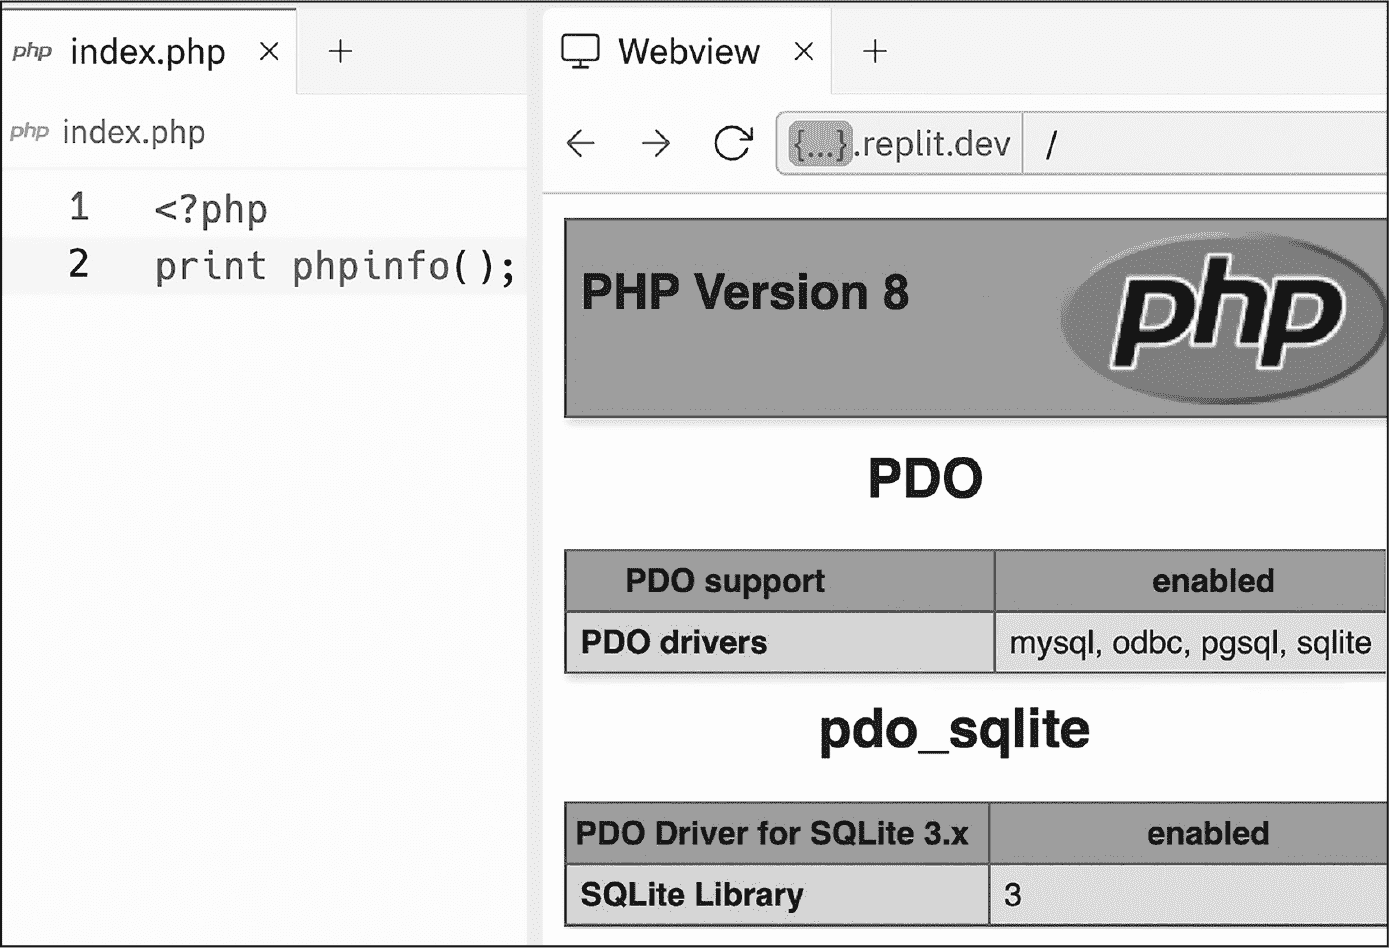 php index.php × +
php index.php
1 <?php
2 print phpinfo();
Webview × +
{...}.replit.dev /
PHP Version 8
php
PDO
PDO support enabled
PDO drivers mysql, odbc, pgsql, sqlite
pdo_sqlite
PDO Driver for SQLite 3.x enabled
SQLite Library 3